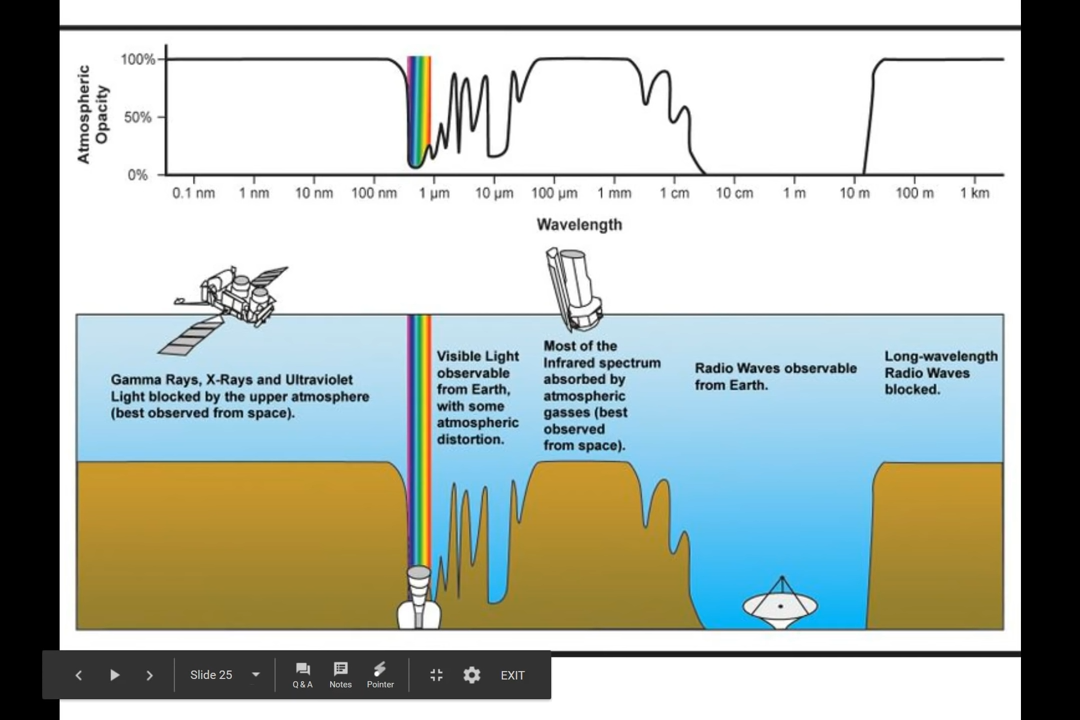 Atmospheric
Opacity
100%
50%
0%
0.1 nm 1 nm 10 nm 100 nm 1 μm 10 μm 100 μm 1 mm 1 cm 10 cm 1 m 10 m 100 m 1 km
Wavelength
Gamma Rays, X-Rays and Ultraviolet
Light blocked by the upper atmosphere
(best observed from space).
Visible Light
observable
from Earth,
with some
atmospheric
distortion.
Most of the
Infrared spectrum
absorbed by
atmospheric
gasses (best
observed
from space).
Radio Waves observable
from Earth.
Long-wavelength
Radio Waves
blocked.
Slide 25
Q & A
Notes
Pointer
EXIT